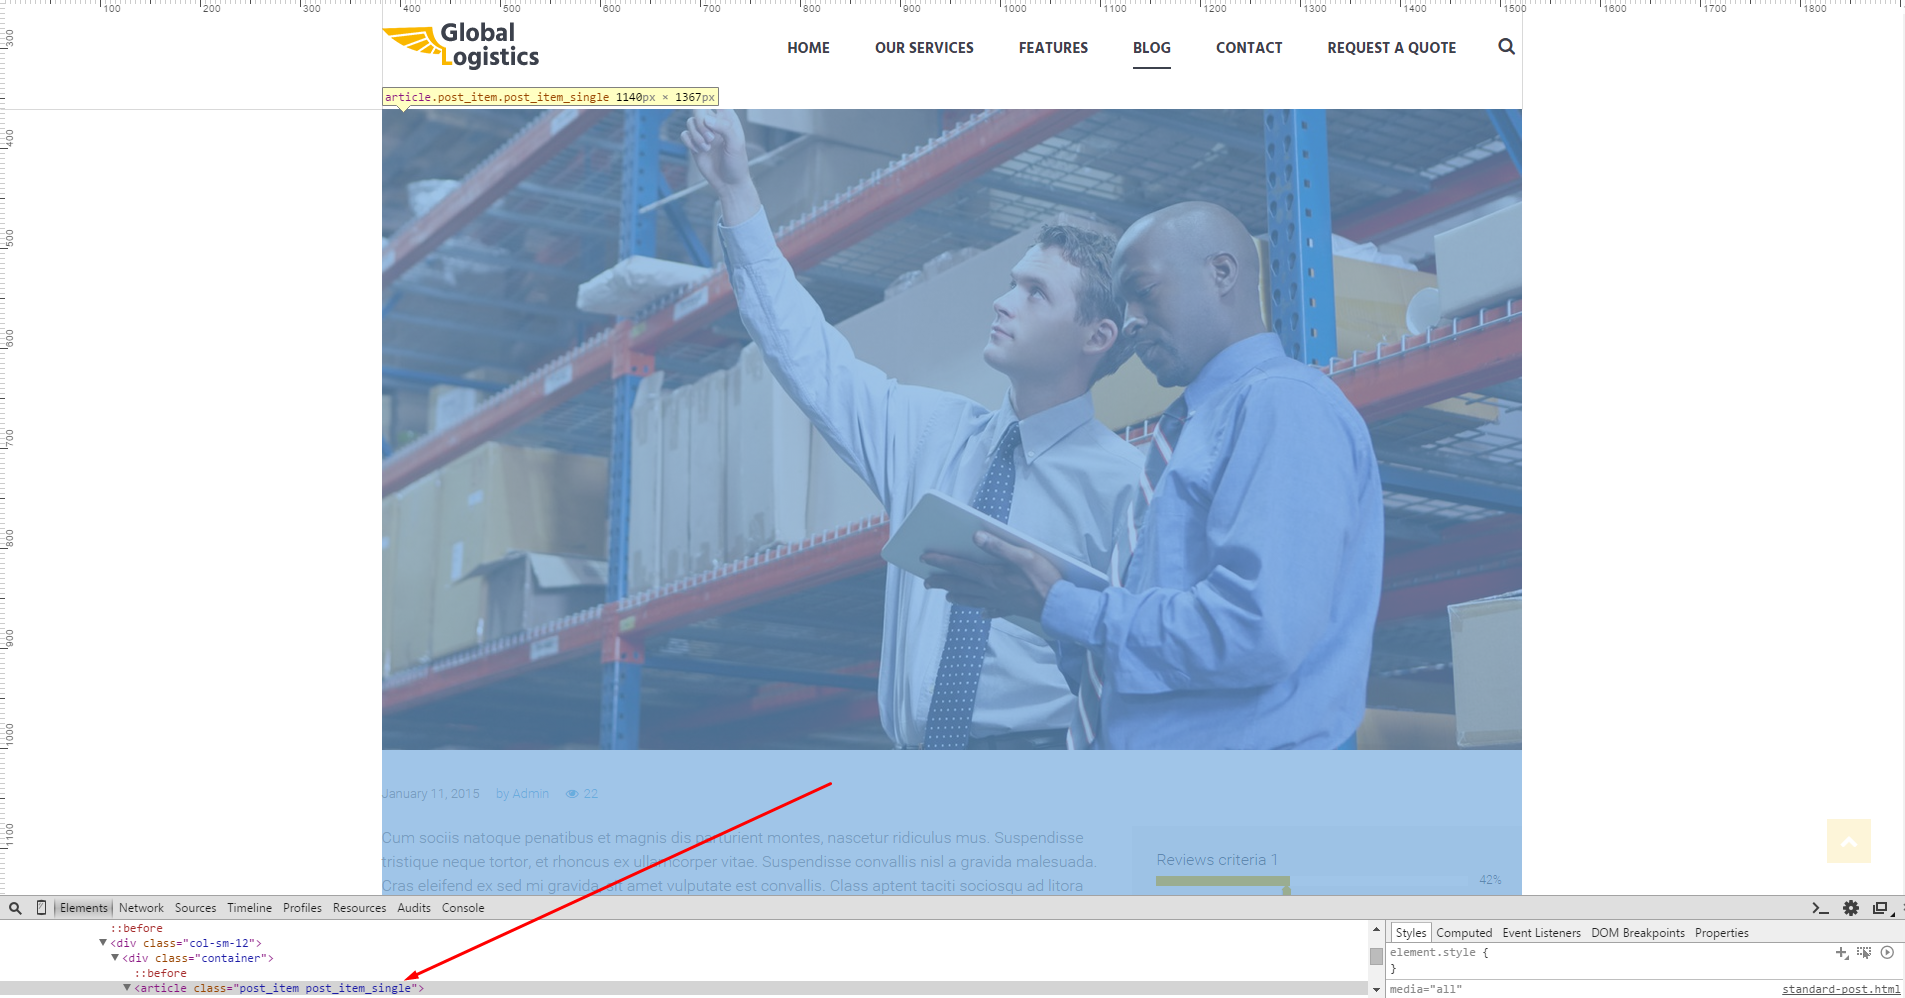 100 200 300 400 500 600 700 800 900 1000 1100 1200 1300 1400 1500 1600 1700 1800
300
400
500
600
700
800
900
1000
1100
Global
Logistics
HOME OUR SERVICES FEATURES BLOG CONTACT REQUEST A QUOTE
article.post_item.post_item_single 1140px × 1367px
January 11, 2015 by Admin 22
Cum sociis natoque penatibus et magnis dis parturient montes, nascetur ridiculus mus. Suspendisse
tristique neque tortor, et rhoncus ex ullamcorper vitae. Suspendisse convallis nisl a gravida malesuada.
Cras eleifend ex sed mi gravida, sit amet vulputate est convallis. Class aptent taciti sociosqu ad litora
Reviews criteria 1
42%
Elements Network Sources Timeline Profiles Resources Audits Console
::before
<div class="col-sm-12">
<div class="container">
::before
<article class="post_item post_item_single">
Styles Computed Event Listeners DOM Breakpoints Properties
element.style {
}
media="all" standard-post.html